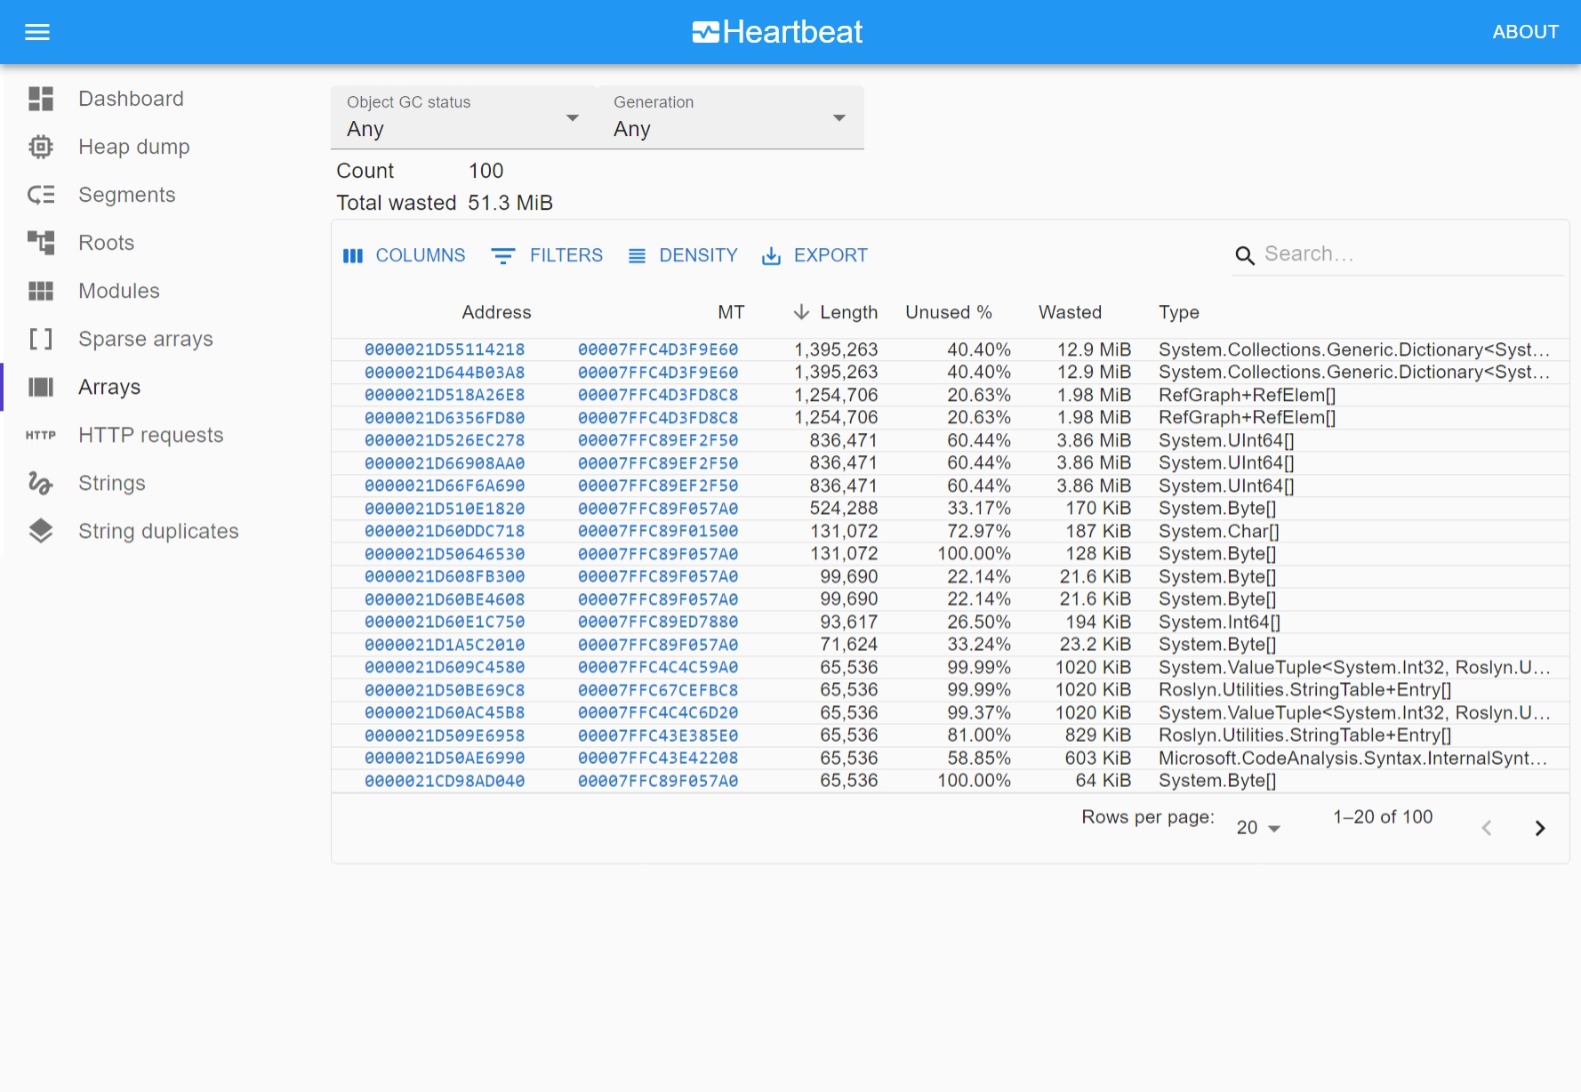 Heartbeat
ABOUT
Dashboard
Heap dump
Segments
Roots
Modules
Sparse arrays
Arrays
HTTP HTTP requests
Strings
String duplicates
Object GC status Generation
Any Any
Count 100
Total wasted 51.3 MiB
COLUMNS FILTERS DENSITY EXPORT Search…
Address MT Length Unused % Wasted Type
0000021D55114218 00007FFC4D3F9E60 1,395,263 40.40% 12.9 MiB System.Collections.Generic.Dictionary<Syst…
0000021D644B03A8 00007FFC4D3F9E60 1,395,263 40.40% 12.9 MiB System.Collections.Generic.Dictionary<Syst…
0000021D518A26E8 00007FFC4D3FD8C8 1,254,706 20.63% 1.98 MiB RefGraph+RefElem[]
0000021D6356FD80 00007FFC4D3FD8C8 1,254,706 20.63% 1.98 MiB RefGraph+RefElem[]
0000021D526EC278 00007FFC89EF2F50 836,471 60.44% 3.86 MiB System.UInt64[]
0000021D66908AA0 00007FFC89EF2F50 836,471 60.44% 3.86 MiB System.UInt64[]
0000021D66F6A690 00007FFC89EF2F50 836,471 60.44% 3.86 MiB System.UInt64[]
0000021D510E1820 00007FFC89F057A0 524,288 33.17% 170 KiB System.Byte[]
0000021D60DDC718 00007FFC89F01500 131,072 72.97% 187 KiB System.Char[]
0000021D50646530 00007FFC89F057A0 131,072 100.00% 128 KiB System.Byte[]
0000021D608FB300 00007FFC89F057A0 99,690 22.14% 21.6 KiB System.Byte[]
0000021D60BE4608 00007FFC89F057A0 99,690 22.14% 21.6 KiB System.Byte[]
0000021D60E1C750 00007FFC89ED7880 93,617 26.50% 194 KiB System.Int64[]
0000021D1A5C2010 00007FFC89F057A0 71,624 33.24% 23.2 KiB System.Byte[]
0000021D609C4580 00007FFC4C4C59A0 65,536 99.99% 1020 KiB System.ValueTuple<System.Int32, Roslyn.U…
0000021D50BE69C8 00007FFC67CEFBC8 65,536 99.99% 1020 KiB Roslyn.Utilities.StringTable+Entry[]
0000021D60AC45B8 00007FFC4C4C6D20 65,536 99.37% 1020 KiB System.ValueTuple<System.Int32, Roslyn.U…
0000021D509E6958 00007FFC43E385E0 65,536 81.00% 829 KiB Roslyn.Utilities.StringTable+Entry[]
0000021D50AE6990 00007FFC43E42208 65,536 58.85% 603 KiB Microsoft.CodeAnalysis.Syntax.InternalSynt…
0000021CD98AD040 00007FFC89F057A0 65,536 100.00% 64 KiB System.Byte[]
Rows per page: 20 1–20 of 100